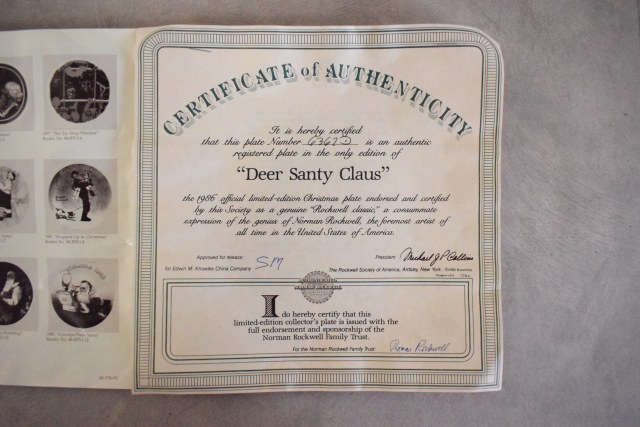 CERTIFICATE of AUTHENTICITY
It is hereby certified
that this plate Number 6367D is an authentic
registered plate in the only edition of
“Deer Santy Claus”
the 1986 official limited-edition Christmas plate endorsed and certified
by this Society as a genuine “Rockwell classic,” a consummate
expression of the genius of Norman Rockwell, the foremost artist of
all time in the United States of America.
Approved for release
for Edwin M. Knowles China Company SM
President
The Rockwell Society of America, Ardsley, New York
I do hereby certify that this
limited-edition collector's plate is issued with the
full endorsement and sponsorship of the
Norman Rockwell Family Trust.
For the Norman Rockwell Family Trust Thomas Rockwell